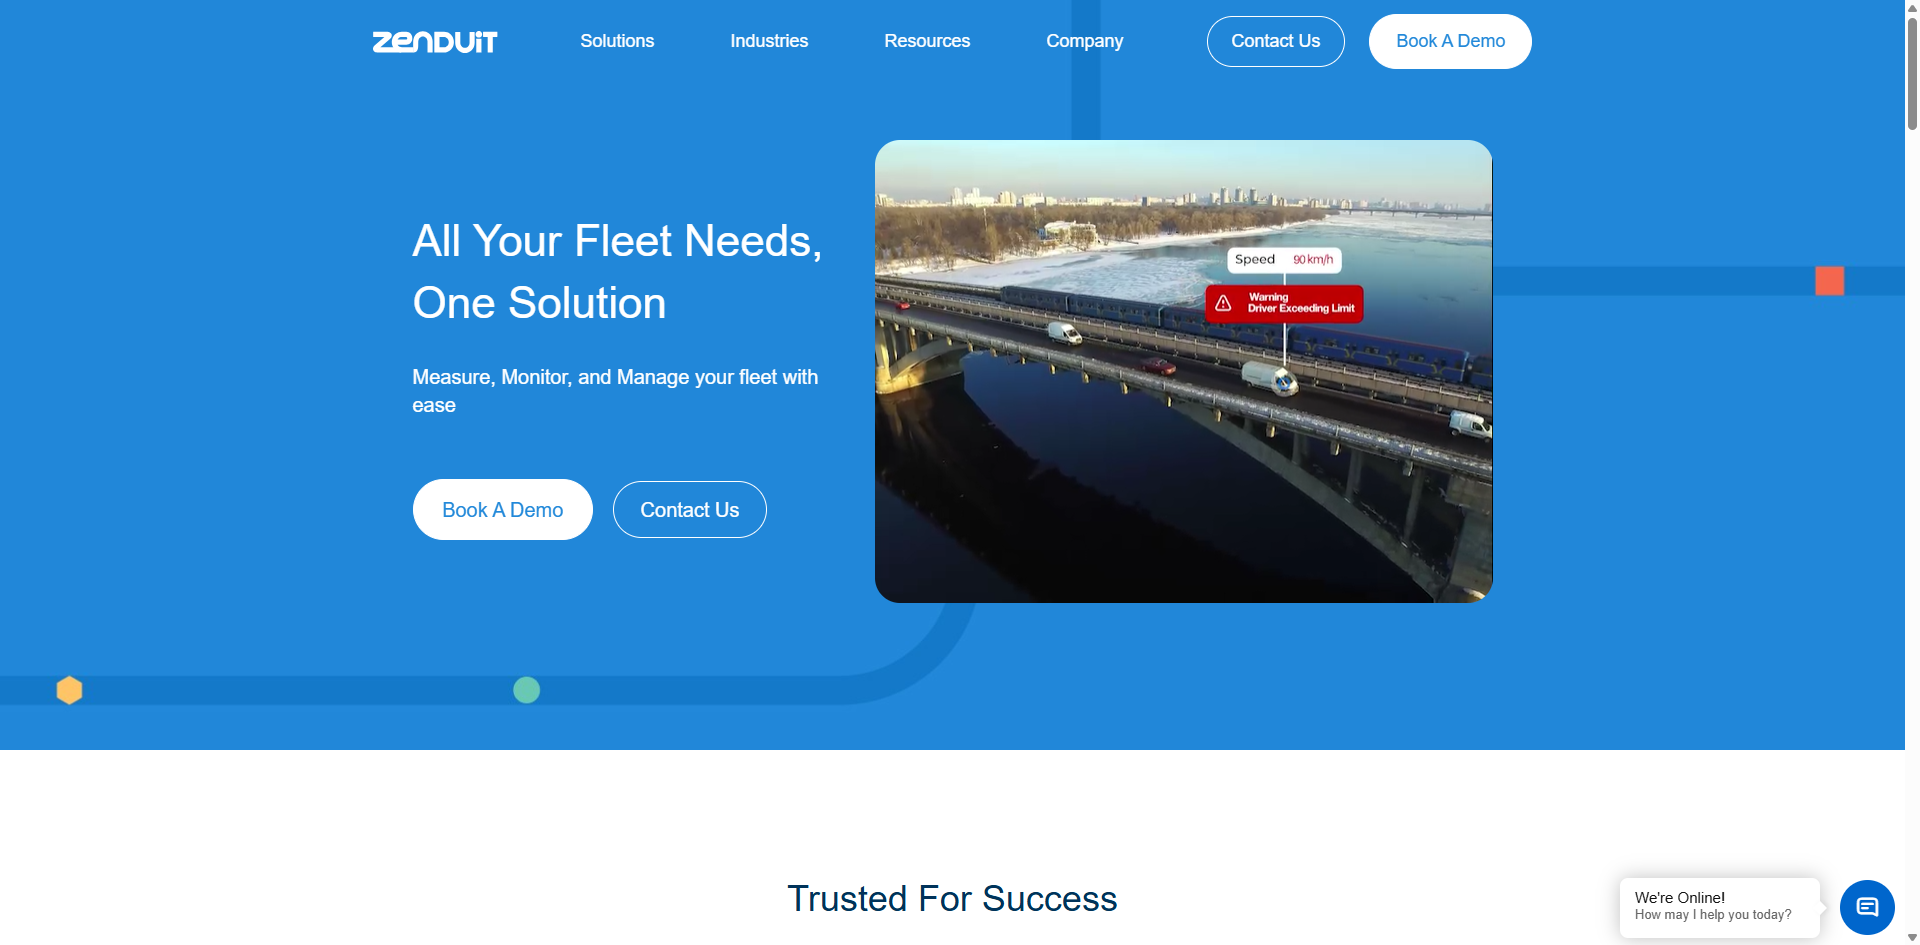 ZENDUIT
Solutions
Industries
Resources
Company
Contact Us
Book A Demo
All Your Fleet Needs,
One Solution
Measure, Monitor, and Manage your fleet with
ease
Book A Demo
Contact Us
Speed 90 km/h
Warning
Driver Exceeding Limit
Trusted For Success
We're Online!
How may I help you today?